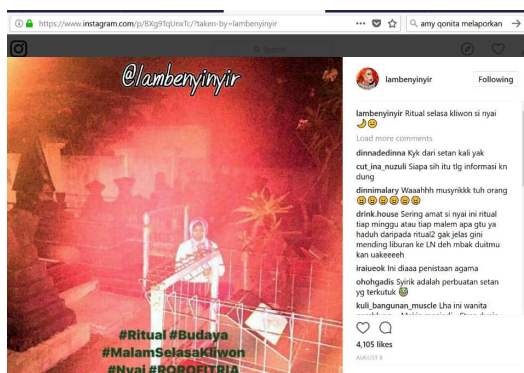 https://www.instagram.com/p/BXg9TqUnxTc/?taken-by=lambenyinyir
amy qonita melaporkan
Search
@lambenyinyir
#Ritual #Budaya
#MalamSelasaKliwon
#Nyai #ROROFITRIA
lambenyinyir
Following
lambenyinyir Ritual selasa kliwon si nyai
Load more comments
dinnadedinna Kyk dari setan kali yak
cut_ina_nuzuli Siapa sih itu tlg informasi kn
dung
dinnimalary Waaahhh musyrikkk tuh orang
drink.house Sering amat si nyai ini ritual
tiap minggu atau tiap malem apa gtu ya
haduh daripada ritual2 gak jelas gini
mending liburan ke LN deh mbak duitmu
kan uakeeeeh
iraiueok Ini diaaa penistaan agama
ohohgadis Syirik adalah perbuatan setan
yg terkutuk
kuli_bangunan_muscle Lha ini wanita
4,105 likes
AUGUST 8